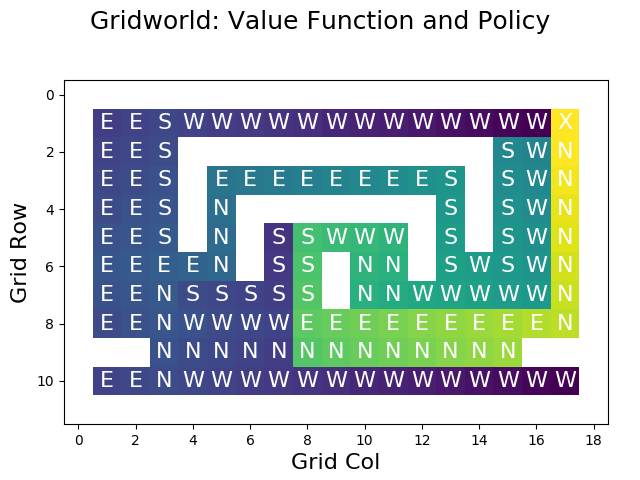 Gridworld: Value Function and Policy
Grid Row
0
E E S W W W W W W W W W W W W W X
2 E E S S W N
E E S E E E E E E E E S S W N
4 E E S N S S W N
E E S N S S W W W S S W N
6 E E E E N S S N N S W S W N
E E N S S S S S N N W W W W W N
8 E E N W W W W E E E E E E E E E N
N N N N N N N N N N N N N
10 E E N W W W W W W W W W W W W W W
0 2 4 6 8 10 12 14 16 18
Grid Col